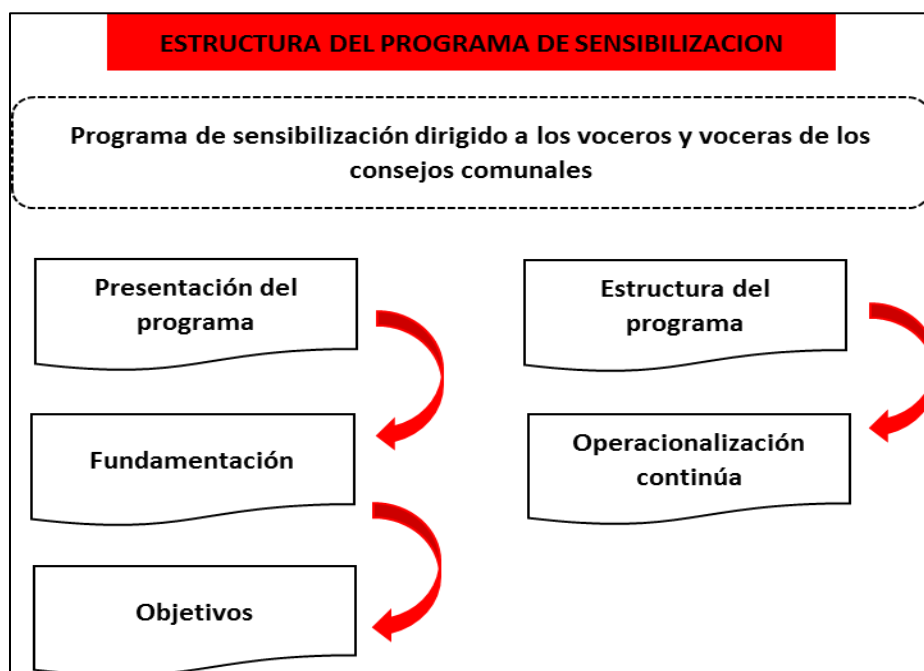 ESTRUCTURA DEL PROGRAMA DE SENSIBILIZACION
Programa de sensibilización dirigido a los voceros y voceras de los
consejos comunales
Presentación del
programa
Fundamentación
Objetivos
Estructura del
programa
Operacionalización
continúa